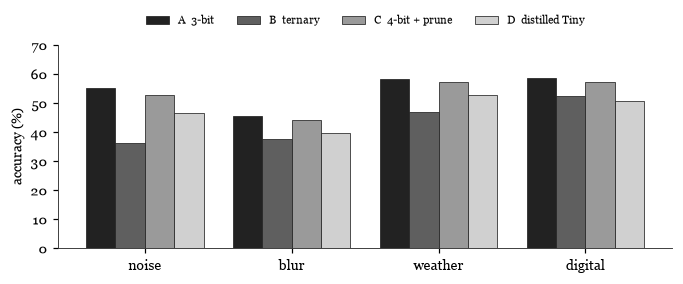 A 3-bit B ternary C 4-bit + prune D distilled Tiny
70
60
50
40
30
20
10
0
accuracy (%)
noise blur weather digital